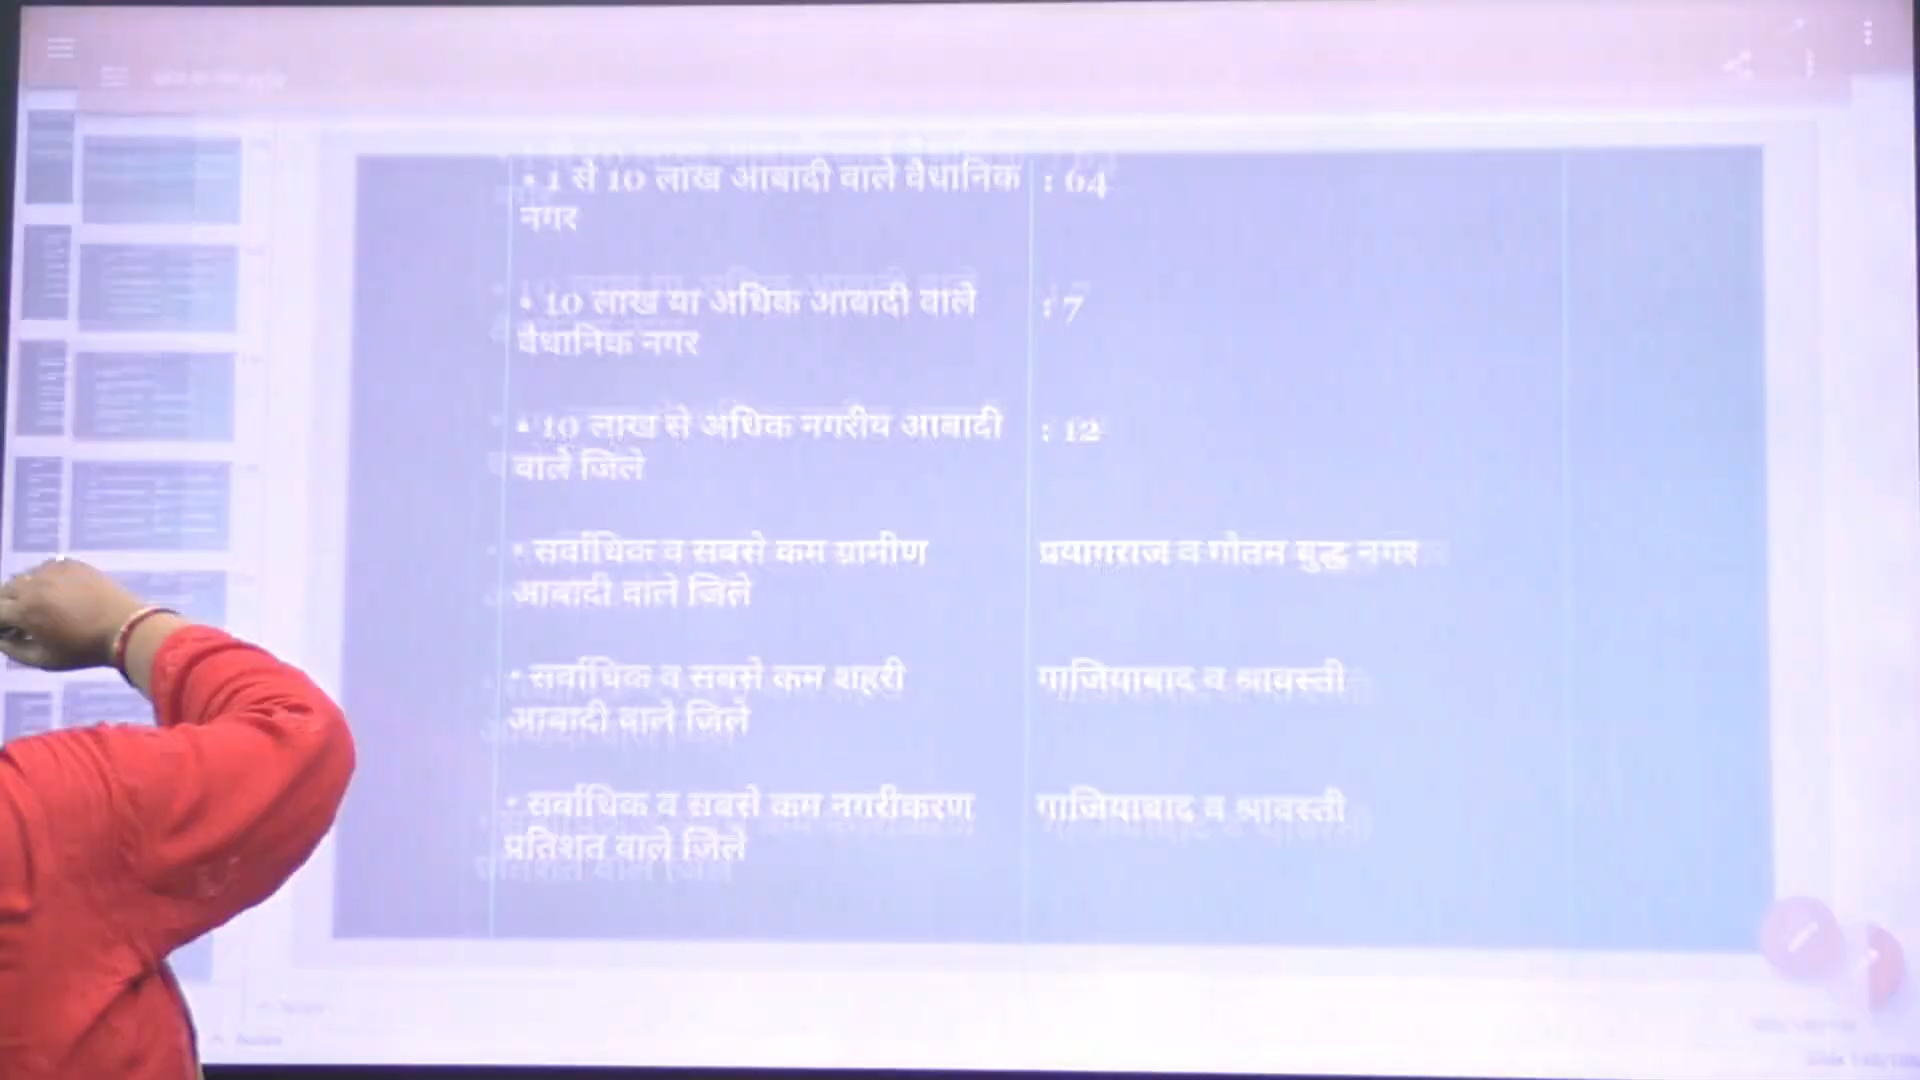 • 1 से 10 लाख आबादी वाले वैधानिक : 64
नगर
• 10 लाख या अधिक आबादी वाले : 7
वैधानिक नगर
• 10 लाख से अधिक नगरीय आबादी : 12
वाले जिले
• सर्वाधिक व सबसे कम ग्रामीण प्रयागराज व गौतम बुद्ध नगर
आबादी वाले जिले
• सर्वाधिक व सबसे कम शहरी गाजियाबाद व श्रावस्ती
आबादी वाले जिले
• सर्वाधिक व सबसे कम नगरीकरण गाजियाबाद व श्रावस्ती
प्रतिशत वाले जिले